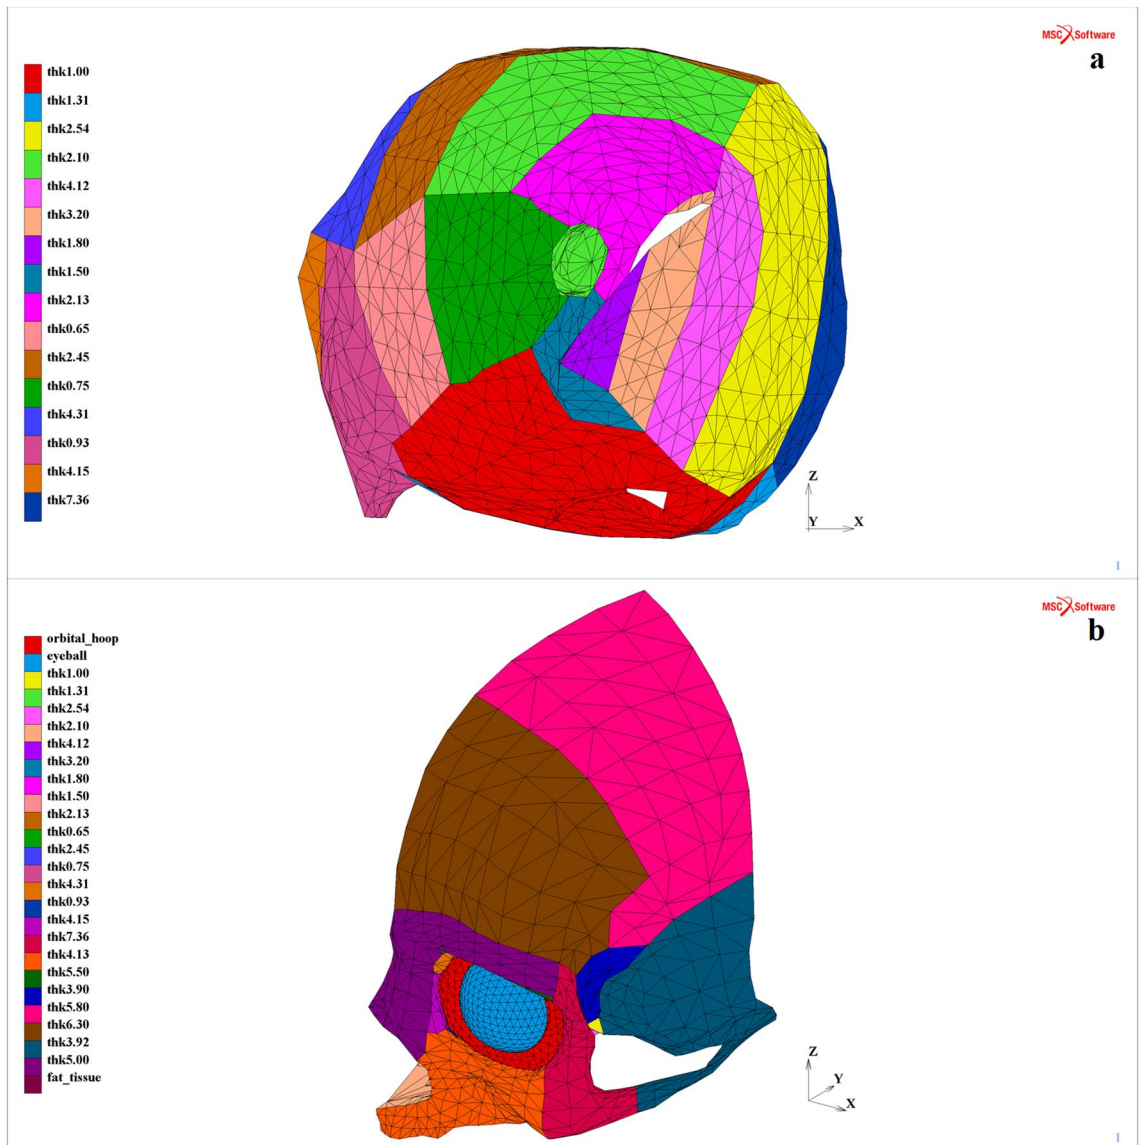 MSC Software
a
thk1.00
thk1.31
thk2.54
thk2.10
thk4.12
thk3.20
thk1.80
thk1.50
thk2.13
thk0.65
thk2.45
thk0.75
thk4.31
thk0.93
thk4.15
thk7.36
Z
Y X
1
MSC Software
b
orbital_hoop
eyeball
thk1.00
thk1.31
thk2.54
thk2.10
thk4.12
thk3.20
thk1.80
thk1.50
thk2.13
thk0.65
thk2.45
thk0.75
thk4.31
thk0.93
thk4.15
thk7.36
thk4.13
thk5.50
thk3.90
thk5.80
thk6.30
thk3.92
thk5.00
fat_tissue
Z
Y
X
1